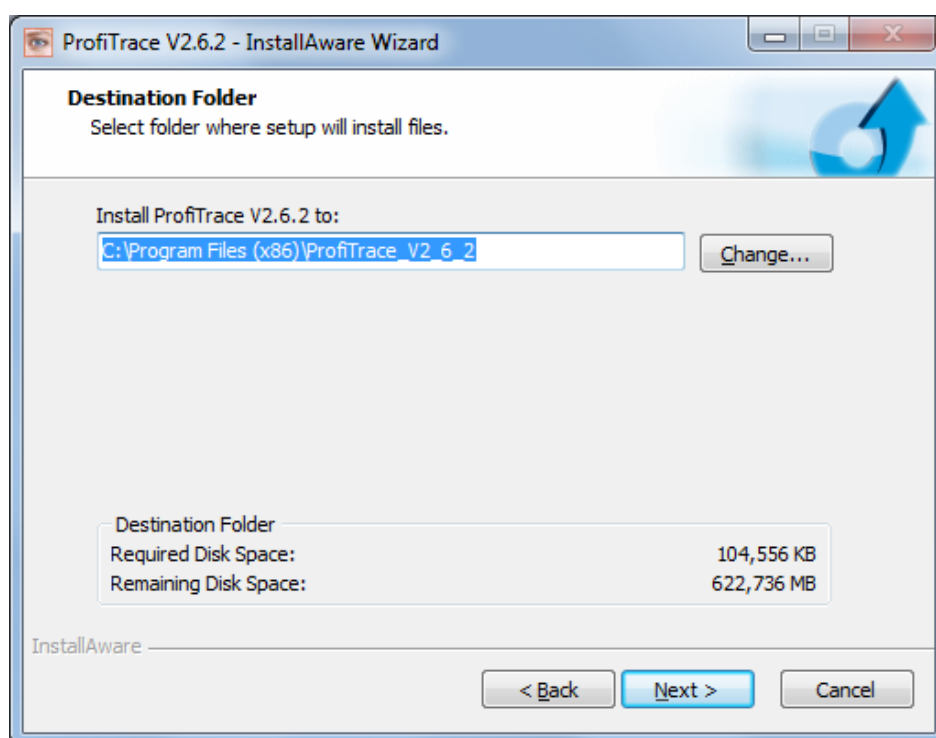 ProfiTrace V2.6.2 - InstallAware Wizard
Destination Folder
Select folder where setup will install files.
Install ProfiTrace V2.6.2 to:
C:\Program Files (x86)\ProfiTrace_V2_6_2
Change...
Destination Folder
Required Disk Space: 104,556 KB
Remaining Disk Space: 622,736 MB
InstallAware
< Back Next > Cancel